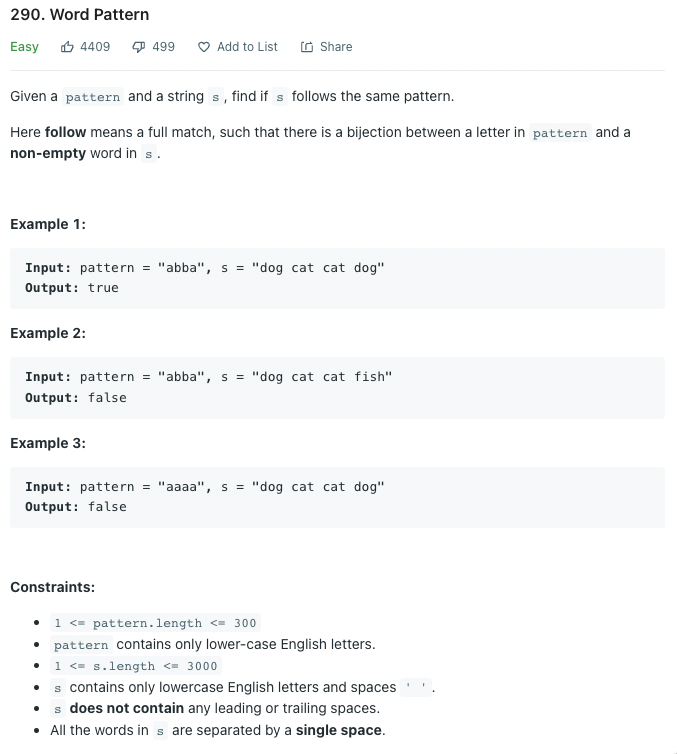 290. Word Pattern
Easy 4409 499 Add to List Share
Given a pattern and a string s , find if s follows the same pattern.
Here follow means a full match, such that there is a bijection between a letter in pattern and a
non-empty word in s .
Example 1:
Input: pattern = "abba", s = "dog cat cat dog"
Output: true
Example 2:
Input: pattern = "abba", s = "dog cat cat fish"
Output: false
Example 3:
Input: pattern = "aaaa", s = "dog cat cat dog"
Output: false
Constraints:
• 1 <= pattern.length <= 300
• pattern contains only lower-case English letters.
• 1 <= s.length <= 3000
• s contains only lowercase English letters and spaces ' ' .
• s does not contain any leading or trailing spaces.
• All the words in s are separated by a single space.